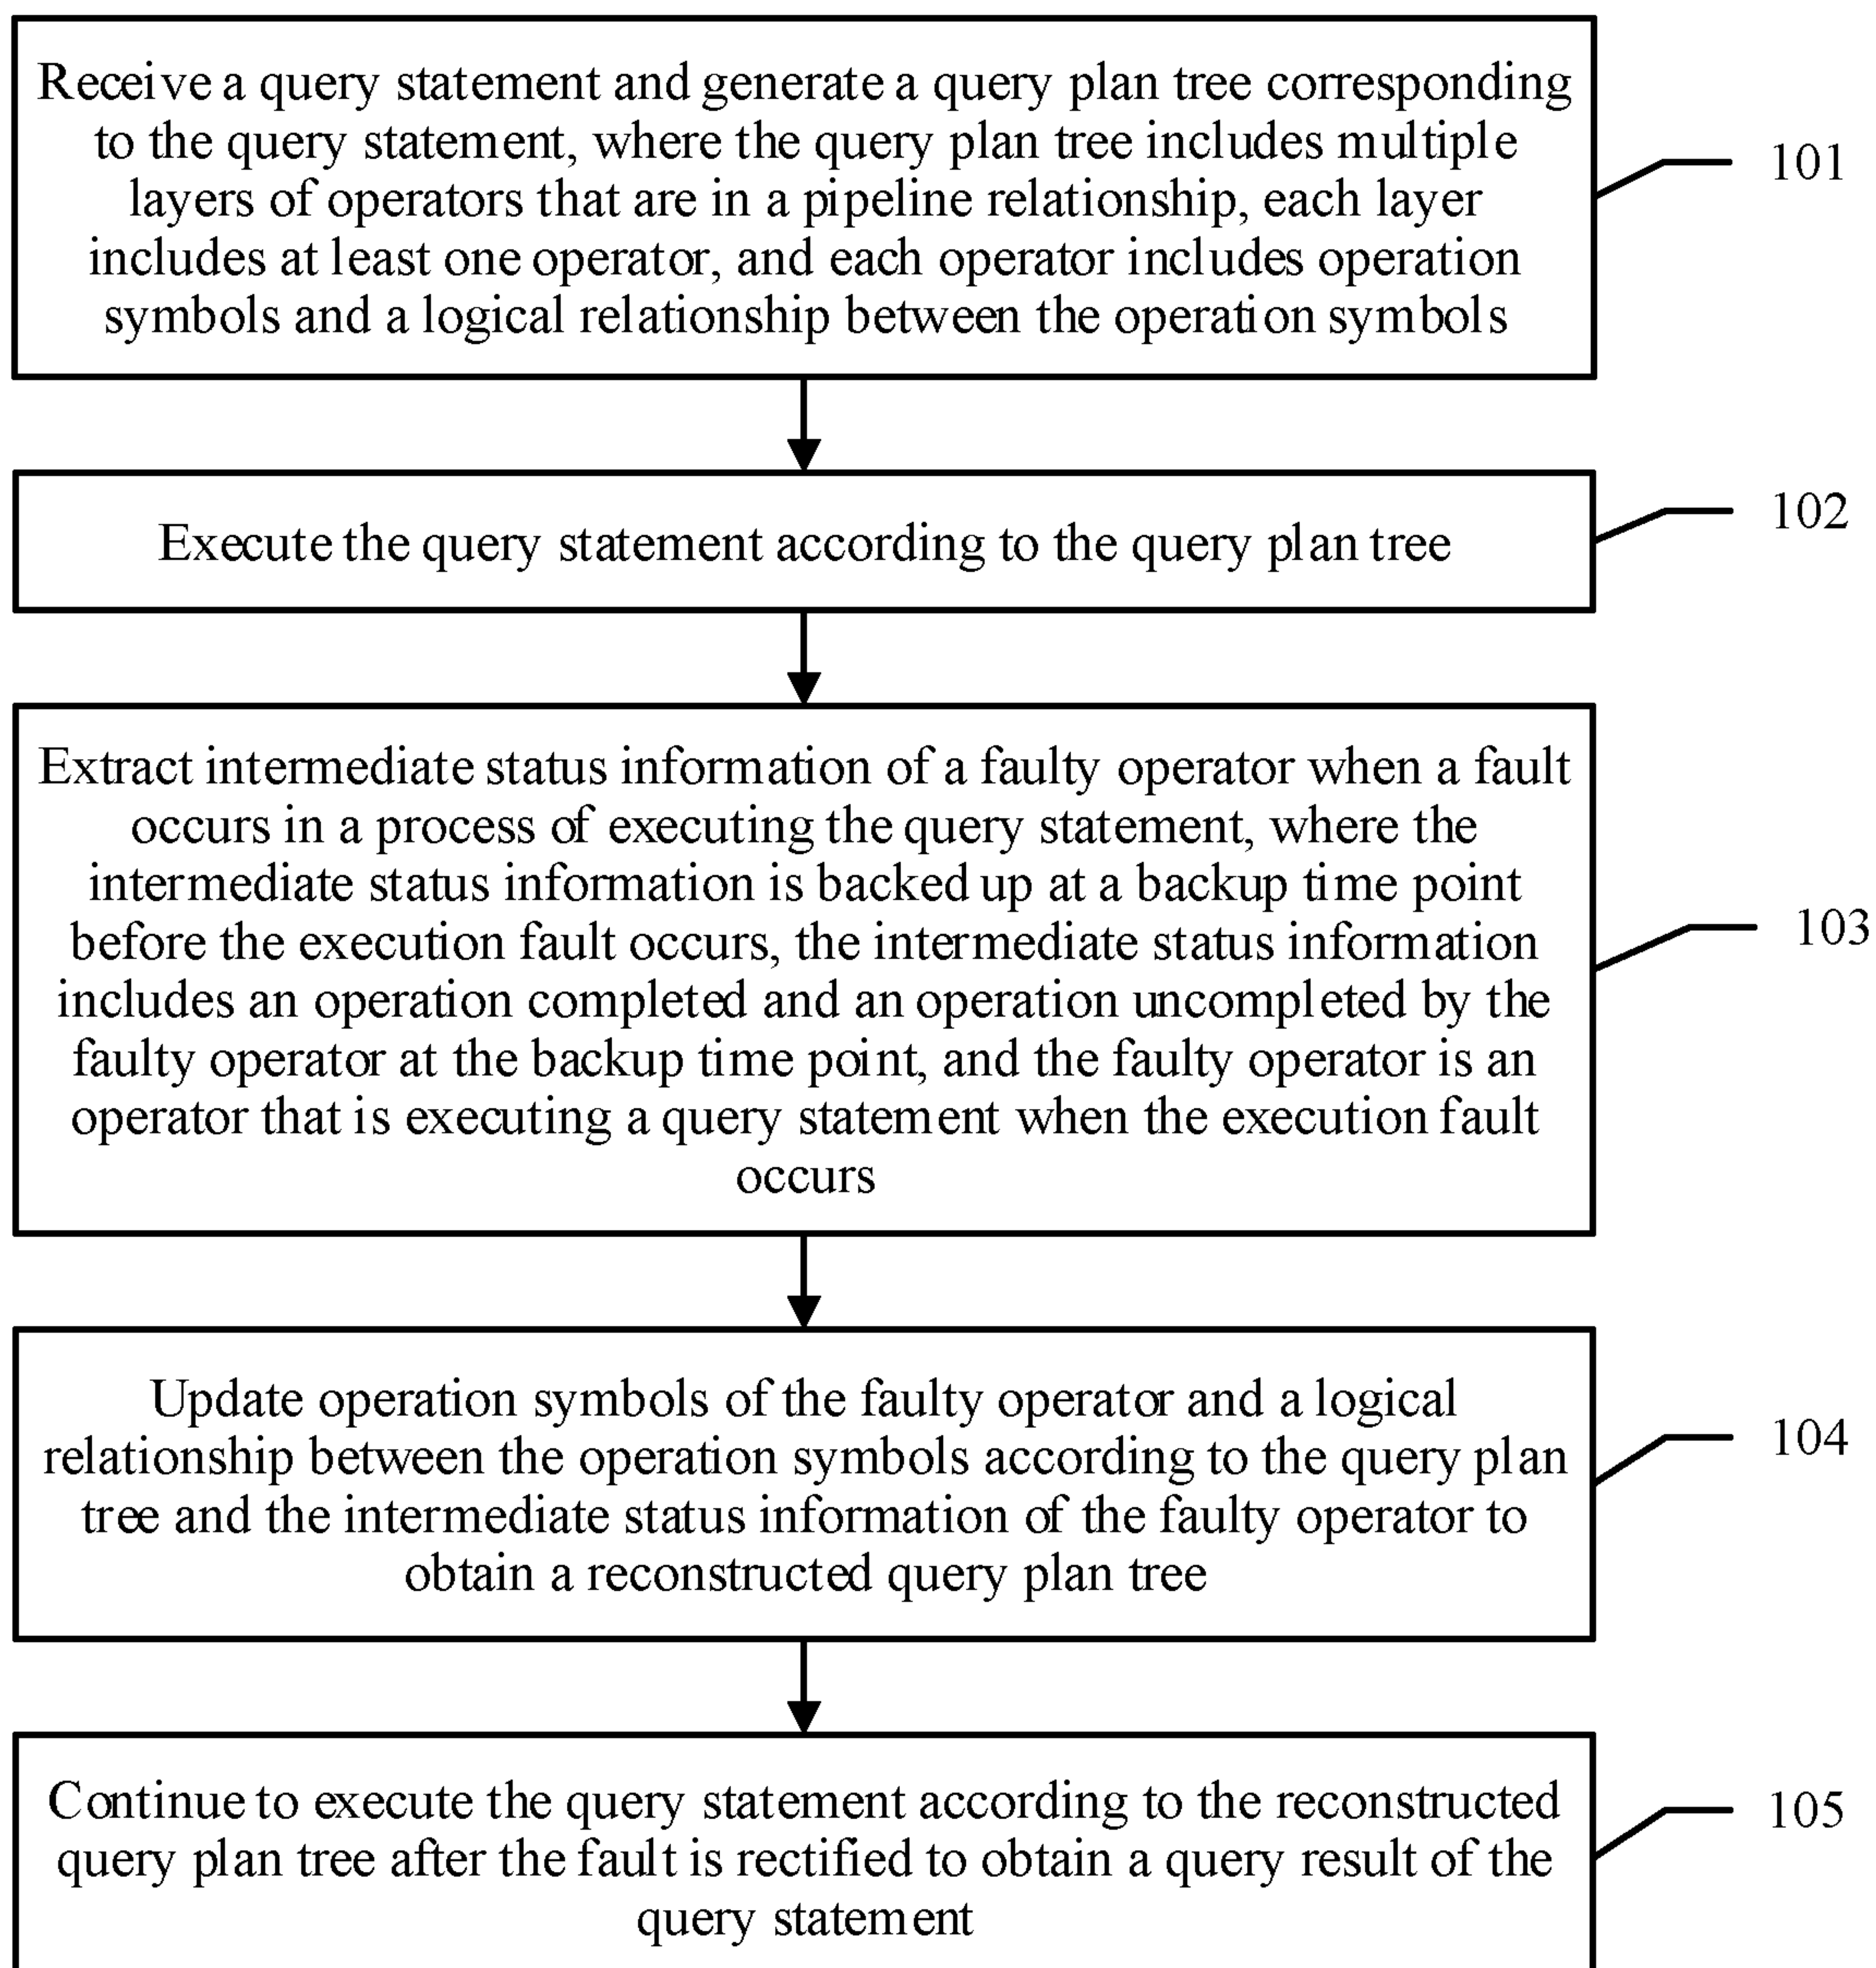 Receive a query statement and generate a query plan tree corresponding
to the query statement, where the query plan tree includes multiple
layers of operators that are in a pipeline relationship, each layer
includes at least one operator, and each operator includes operation
symbols and a logical relationship between the operation symbols
101
Execute the query statement according to the query plan tree
102
Extract intermediate status information of a faulty operator when a fault
occurs in a process of executing the query statement, where the
intermediate status information is backed up at a backup time point
before the execution fault occurs, the intermediate status information
includes an operation completed and an operation uncompleted by the
faulty operator at the backup time point, and the faulty operator is an
operator that is executing a query statement when the execution fault
occurs
103
Update operation symbols of the faulty operator and a logical
relationship between the operation symbols according to the query plan
tree and the intermediate status information of the faulty operator to
obtain a reconstructed query plan tree
104
Continue to execute the query statement according to the reconstructed
query plan tree after the fault is rectified to obtain a query result of the
query statement
105